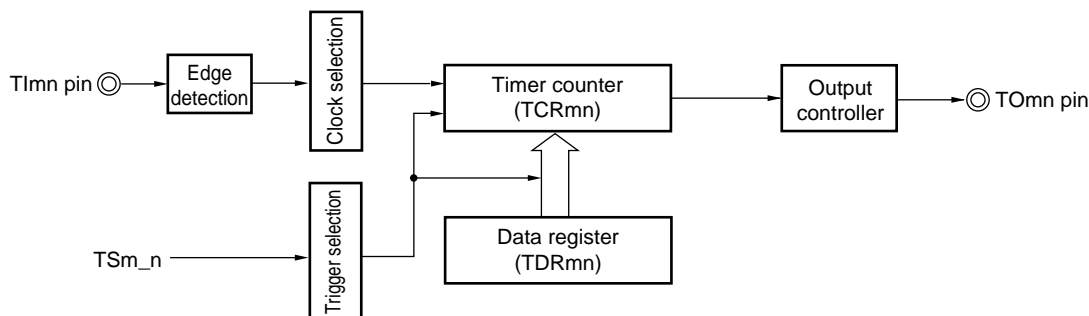 TImn pin
Edge
detection
Clock selection
Timer counter
(TCRmn)
Output
controller
TOmn pin
TSm_n
Trigger selection
Data register
(TDRmn)